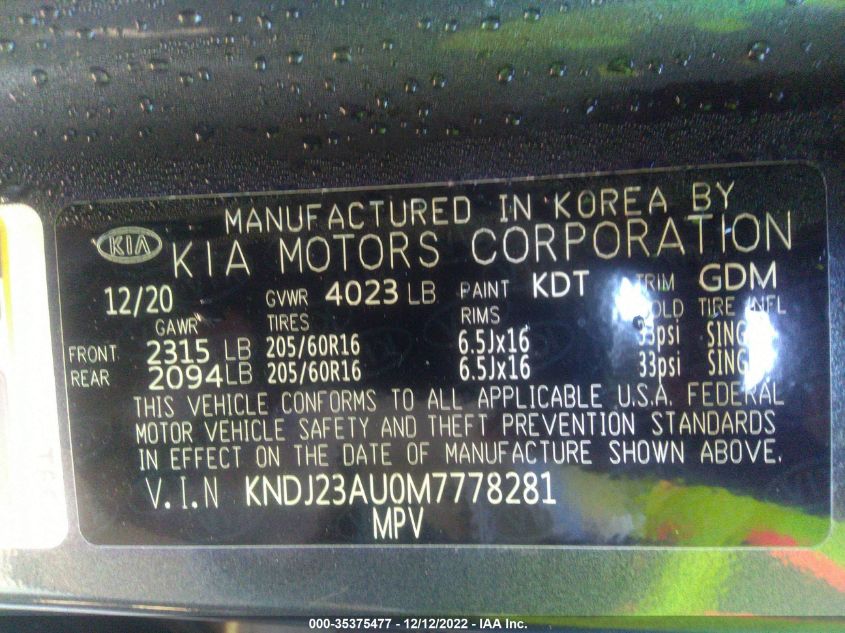 MANUFACTURED IN KOREA BY
KIA KIA MOTORS CORPORATION
12/20 GVWR 4023 LB PAINT KDT TRIM GDM
GAWR TIRES RIMS TIRE INFL
FRONT 2315 LB 205/60R16 6.5Jx16 33psi
REAR 2094 LB 205/60R16 6.5Jx16 33psi
THIS VEHICLE CONFORMS TO ALL APPLICABLE U.S.A. FEDERAL
MOTOR VEHICLE SAFETY AND THEFT PREVENTION STANDARDS
IN EFFECT ON THE DATE OF MANUFACTURE SHOWN ABOVE.
V.I.N KNDJ23AU0M7778281
MPV
000-35375477 - 12/12/2022 - IAA Inc.